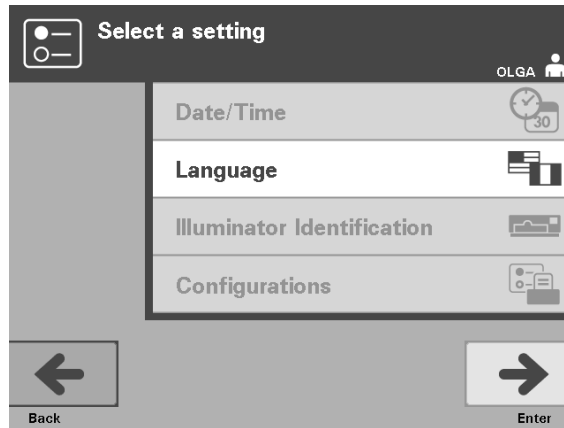 Select a setting
OLGA
Date/Time
30
Language
Illuminator Identification
Configurations
Back
Enter